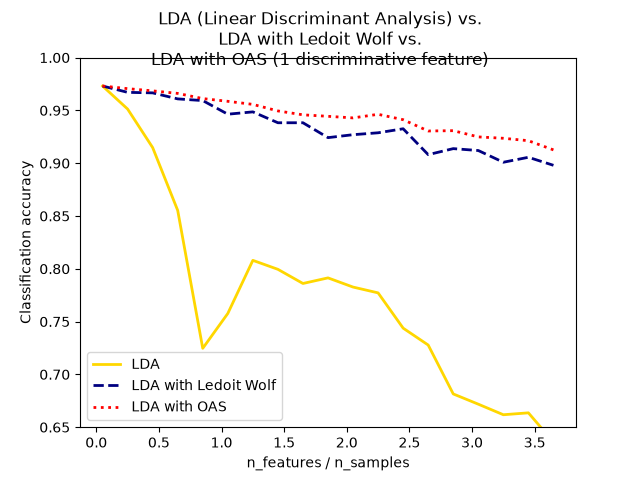 LDA (Linear Discriminant Analysis) vs.
LDA with Ledoit Wolf vs.
LDA with OAS (1 discriminative feature)
1.00
0.95
0.90
0.85
0.80
0.75
0.70
0.65
Classification accuracy
LDA
LDA with Ledoit Wolf
LDA with OAS
0.0 0.5 1.0 1.5 2.0 2.5 3.0 3.5
n_features / n_samples